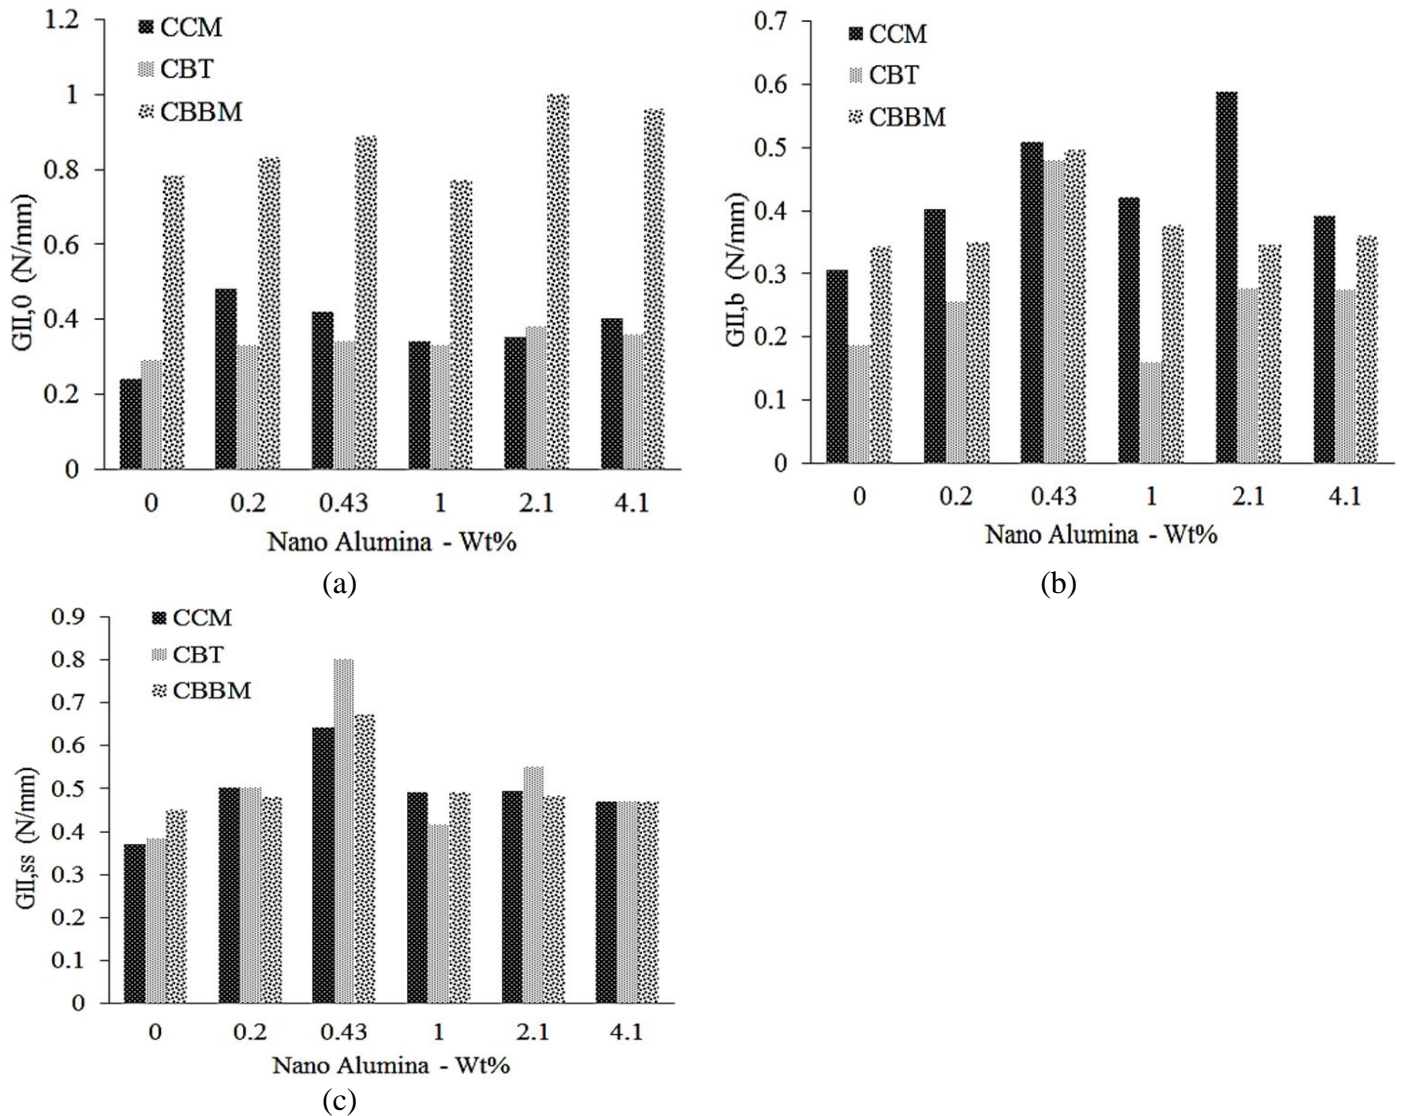 1.2
1
0.8
0.6
0.4
0.2
0
GII,0 (N/mm)
CCM
CBT
CBBM
0 0.2 0.43 1 2.1 4.1
Nano Alumina - Wt%
(a)
0.7
0.6
0.5
0.4
0.3
0.2
0.1
0
GII,b (N/mm)
CCM
CBT
CBBM
0 0.2 0.43 1 2.1 4.1
Nano Alumina - Wt%
(b)
0.9
0.8
0.7
0.6
0.5
0.4
0.3
0.2
0.1
0
GII,ss (N/mm)
CCM
CBT
CBBM
0 0.2 0.43 1 2.1 4.1
Nano Alumina - Wt%
(c)